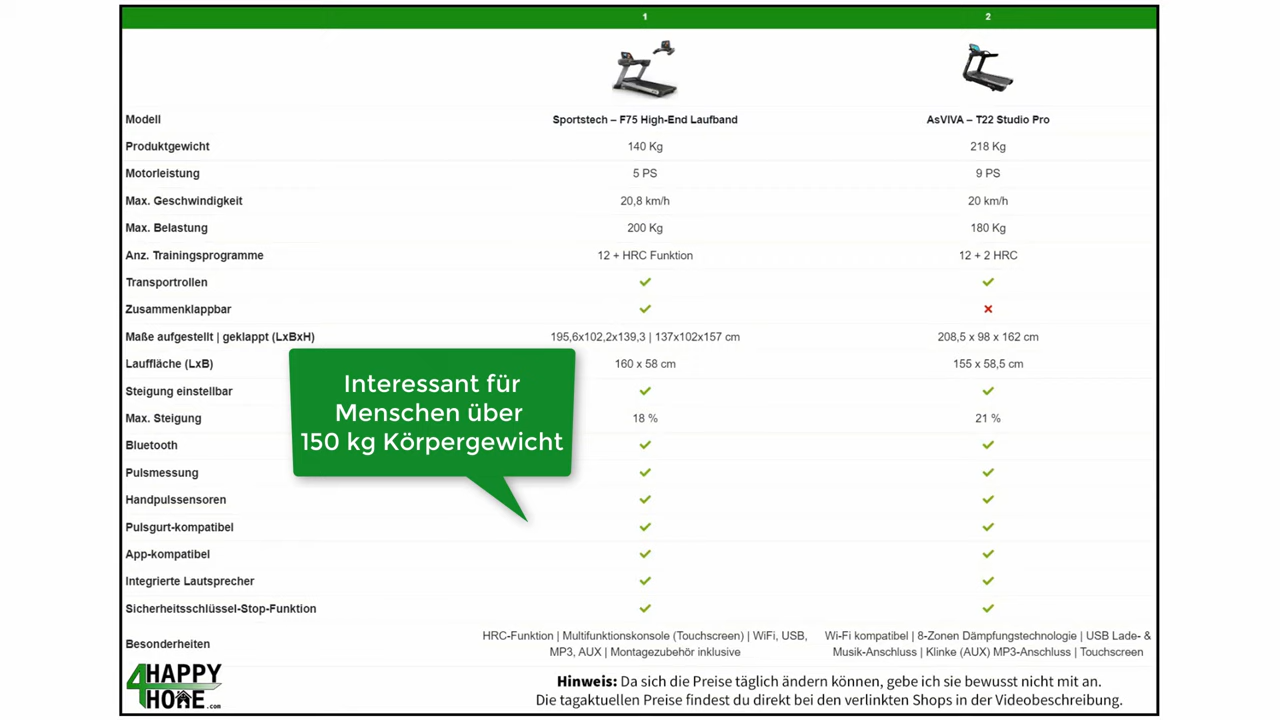 1 2
Modell Sportstech – F75 High-End Laufband AsVIVA – T22 Studio Pro
Produktgewicht 140 Kg 218 Kg
Motorleistung 5 PS 9 PS
Max. Geschwindigkeit 20,8 km/h 20 km/h
Max. Belastung 200 Kg 180 Kg
Anz. Trainingsprogramme 12 + HRC Funktion 12 + 2 HRC
Transportrollen
Zusammenklappbar
Maße aufgestellt | geklappt (LxBxH) 195,6x102,2x139,3 | 137x102x157 cm 208,5 x 98 x 162 cm
Lauffläche (LxB) 160 x 58 cm 155 x 58,5 cm
Steigung einstellbar
Max. Steigung 18 % 21 %
Bluetooth
Pulsmessung
Handpulssensoren
Pulsgurt-kompatibel
App-kompatibel
Integrierte Lautsprecher
Sicherheitsschlüssel-Stop-Funktion
Besonderheiten
HRC-Funktion | Multifunktionskonsole (Touchscreen) | WiFi, USB,
MP3, AUX | Montagezubehör inklusive
Wi-Fi kompatibel | 8-Zonen Dämpfungstechnologie | USB Lade- &
Musik-Anschluss | Klinke (AUX) MP3-Anschluss | Touchscreen
Interessant für
Menschen über
150 kg Körpergewicht
4HAPPY
HOME.com
Hinweis: Da sich die Preise täglich ändern können, gebe ich sie bewusst nicht mit an.
Die tagaktuellen Preise findest du direkt bei den verlinkten Shops in der Videobeschreibung.